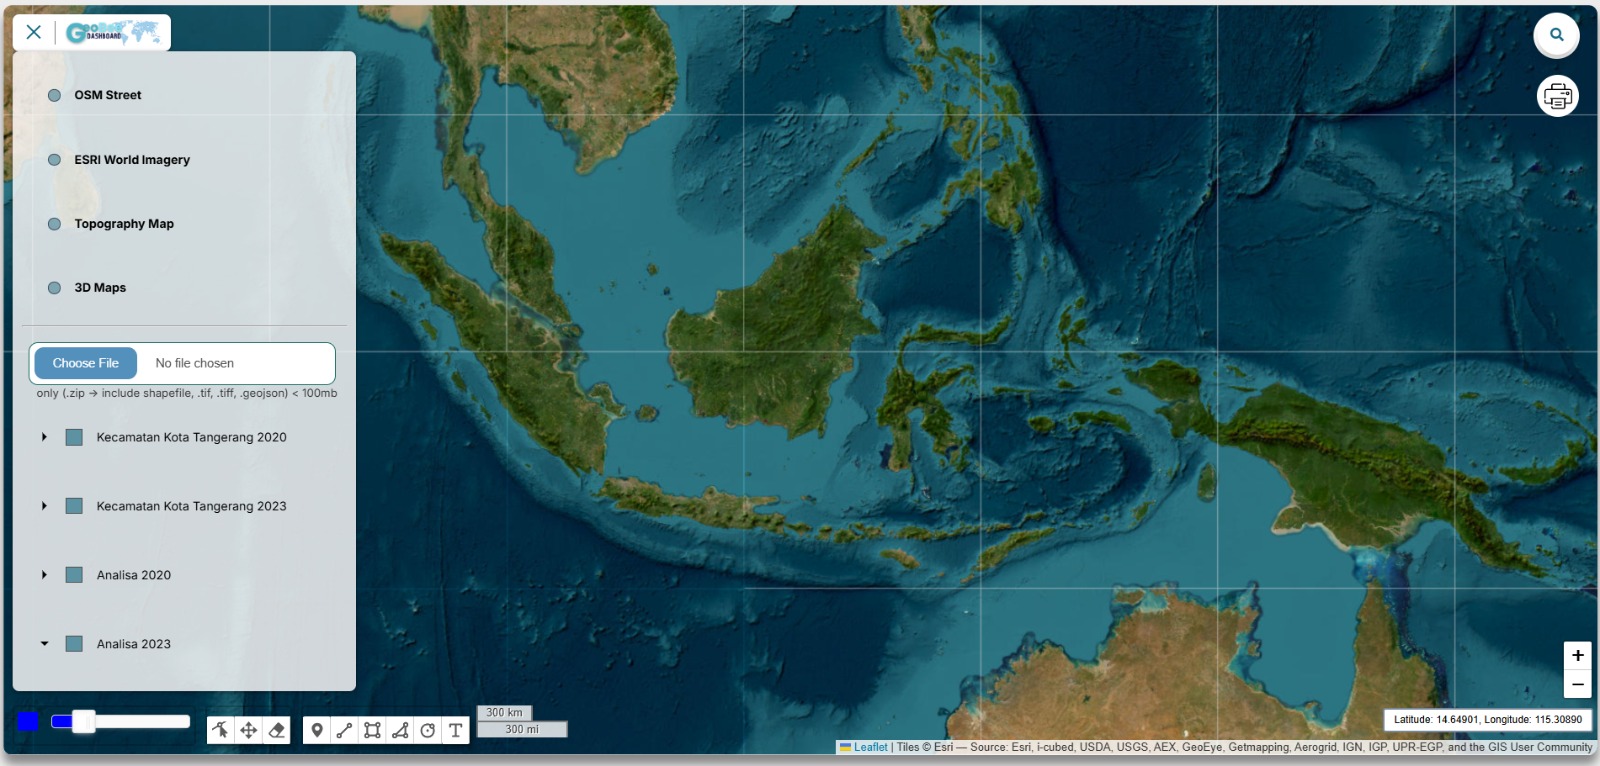 DASHBOARD
OSM Street
ESRI World Imagery
Topography Map
3D Maps
Choose File No file chosen
only (.zip → include shapefile, .tif, .tiff, .geojson) < 100mb
Kecamatan Kota Tangerang 2020
Kecamatan Kota Tangerang 2023
Analisa 2020
Analisa 2023
T
300 km
300 mi
+
−
Latitude: 14.64901, Longitude: 115.30890
Leaflet | Tiles © Esri — Source: Esri, i-cubed, USDA, USGS, AEX, GeoEye, Getmapping, Aerogrid, IGN, IGP, UPR-EGP, and the GIS User Community